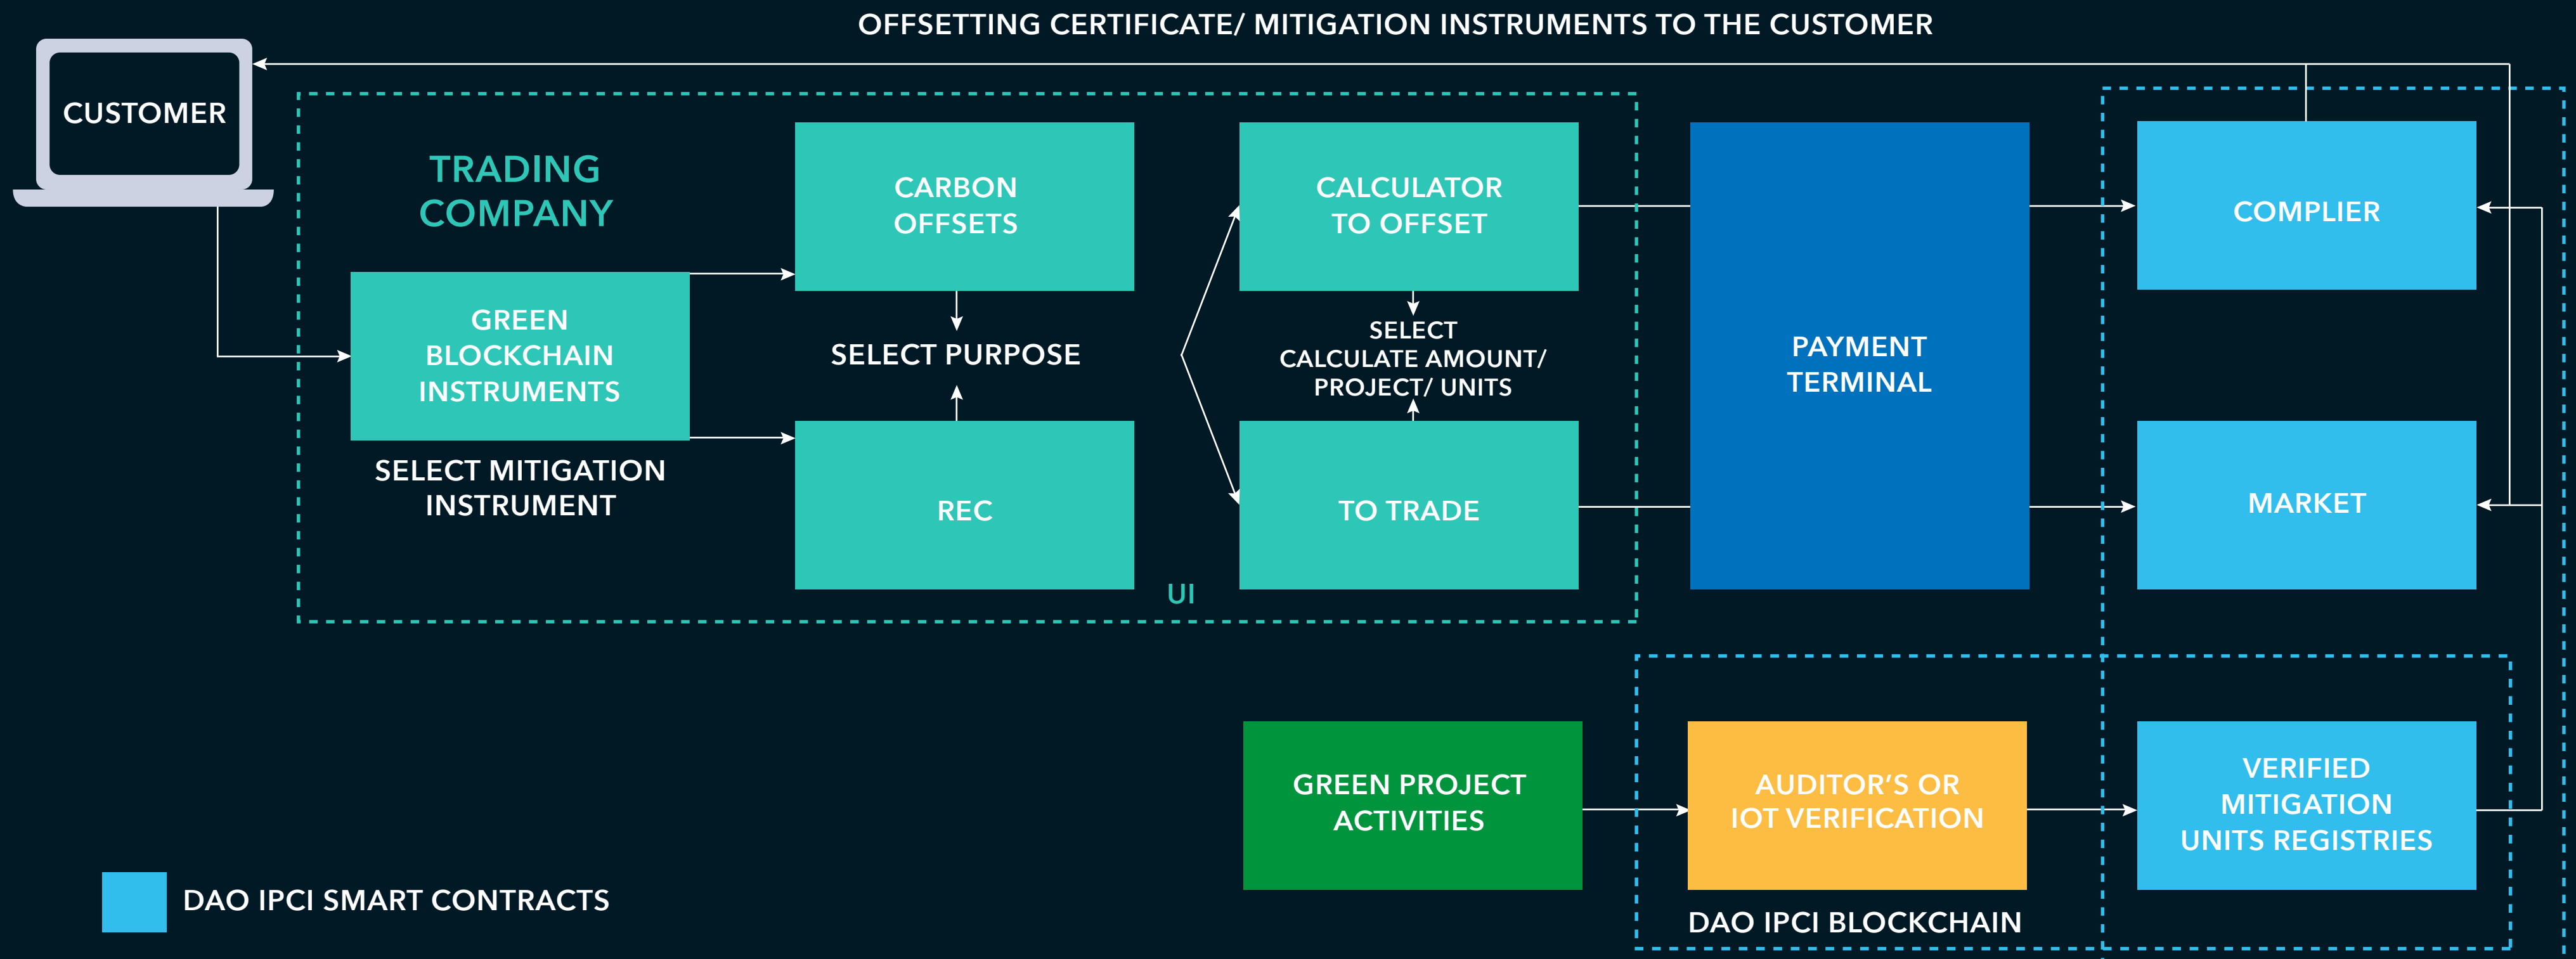 OFFSETTING CERTIFICATE/ MITIGATION INSTRUMENTS TO THE CUSTOMER
CUSTOMER
TRADING
COMPANY
GREEN
BLOCKCHAIN
INSTRUMENTS
SELECT MITIGATION
INSTRUMENT
CARBON
OFFSETS
SELECT PURPOSE
REC
UI
CALCULATOR
TO OFFSET
SELECT
CALCULATE AMOUNT/
PROJECT/ UNITS
TO TRADE
PAYMENT
TERMINAL
COMPLIER
MARKET
GREEN PROJECT
ACTIVITIES
AUDITOR'S OR
IOT VERIFICATION
VERIFIED
MITIGATION
UNITS REGISTRIES
DAO IPCI BLOCKCHAIN
DAO IPCI SMART CONTRACTS